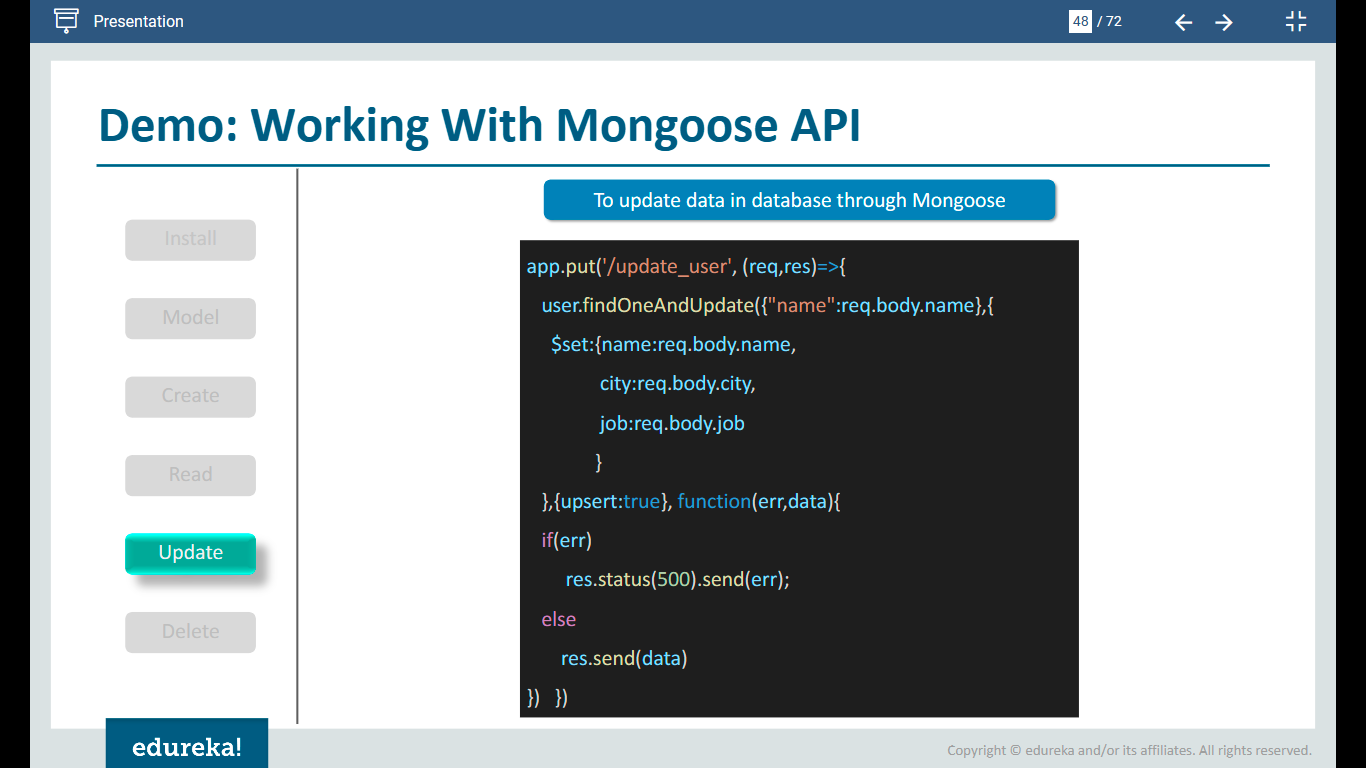 Presentation
48 / 72
Demo: Working With Mongoose API
Install
Model
Create
Read
Update
Delete
To update data in database through Mongoose
app.put('/update_user', (req,res)=>{
user.findOneAndUpdate({"name":req.body.name},{
$set:{name:req.body.name,
city:req.body.city,
job:req.body.job
}
},{upsert:true}, function(err,data){
if(err)
res.status(500).send(err);
else
res.send(data)
}) })
edureka!
Copyright © edureka and/or its affiliates. All rights reserved.